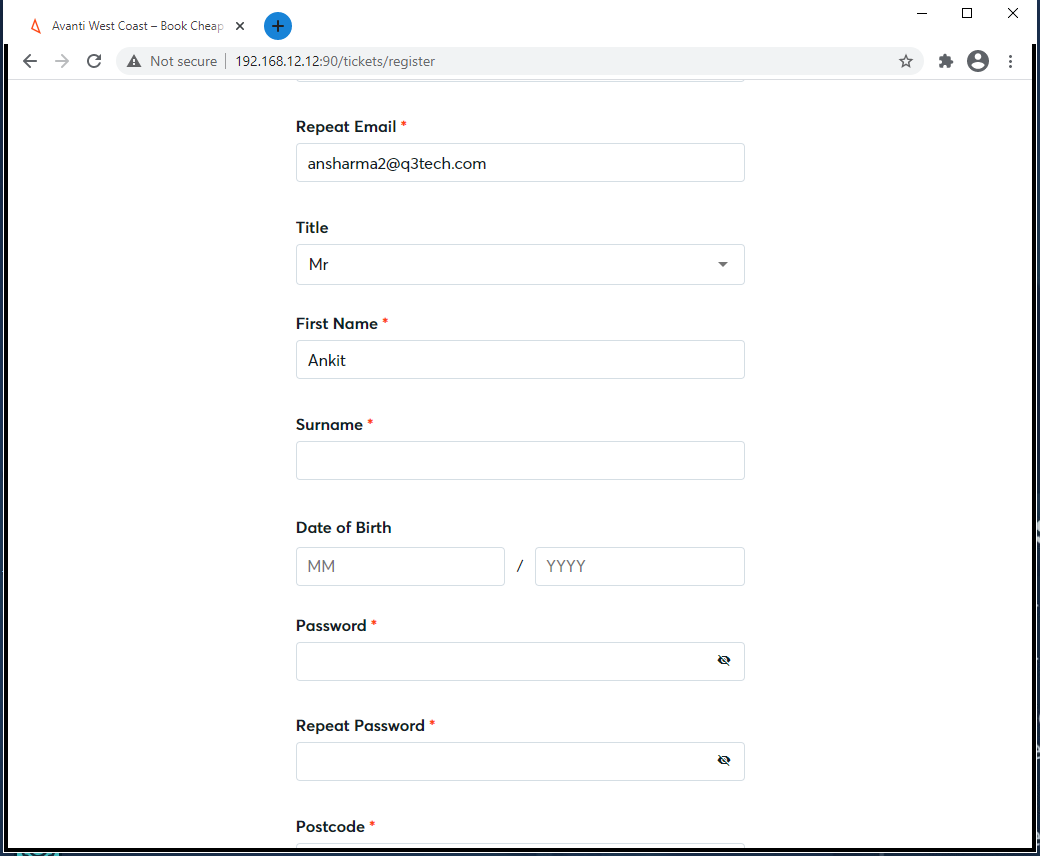 Avanti West Coast – Book Cheap
Not secure | 192.168.12.12:90/tickets/register
Repeat Email *
ansharma2@q3tech.com
Title
Mr
First Name *
Ankit
Surname *
Date of Birth
MM / YYYY
Password *
Repeat Password *
Postcode *